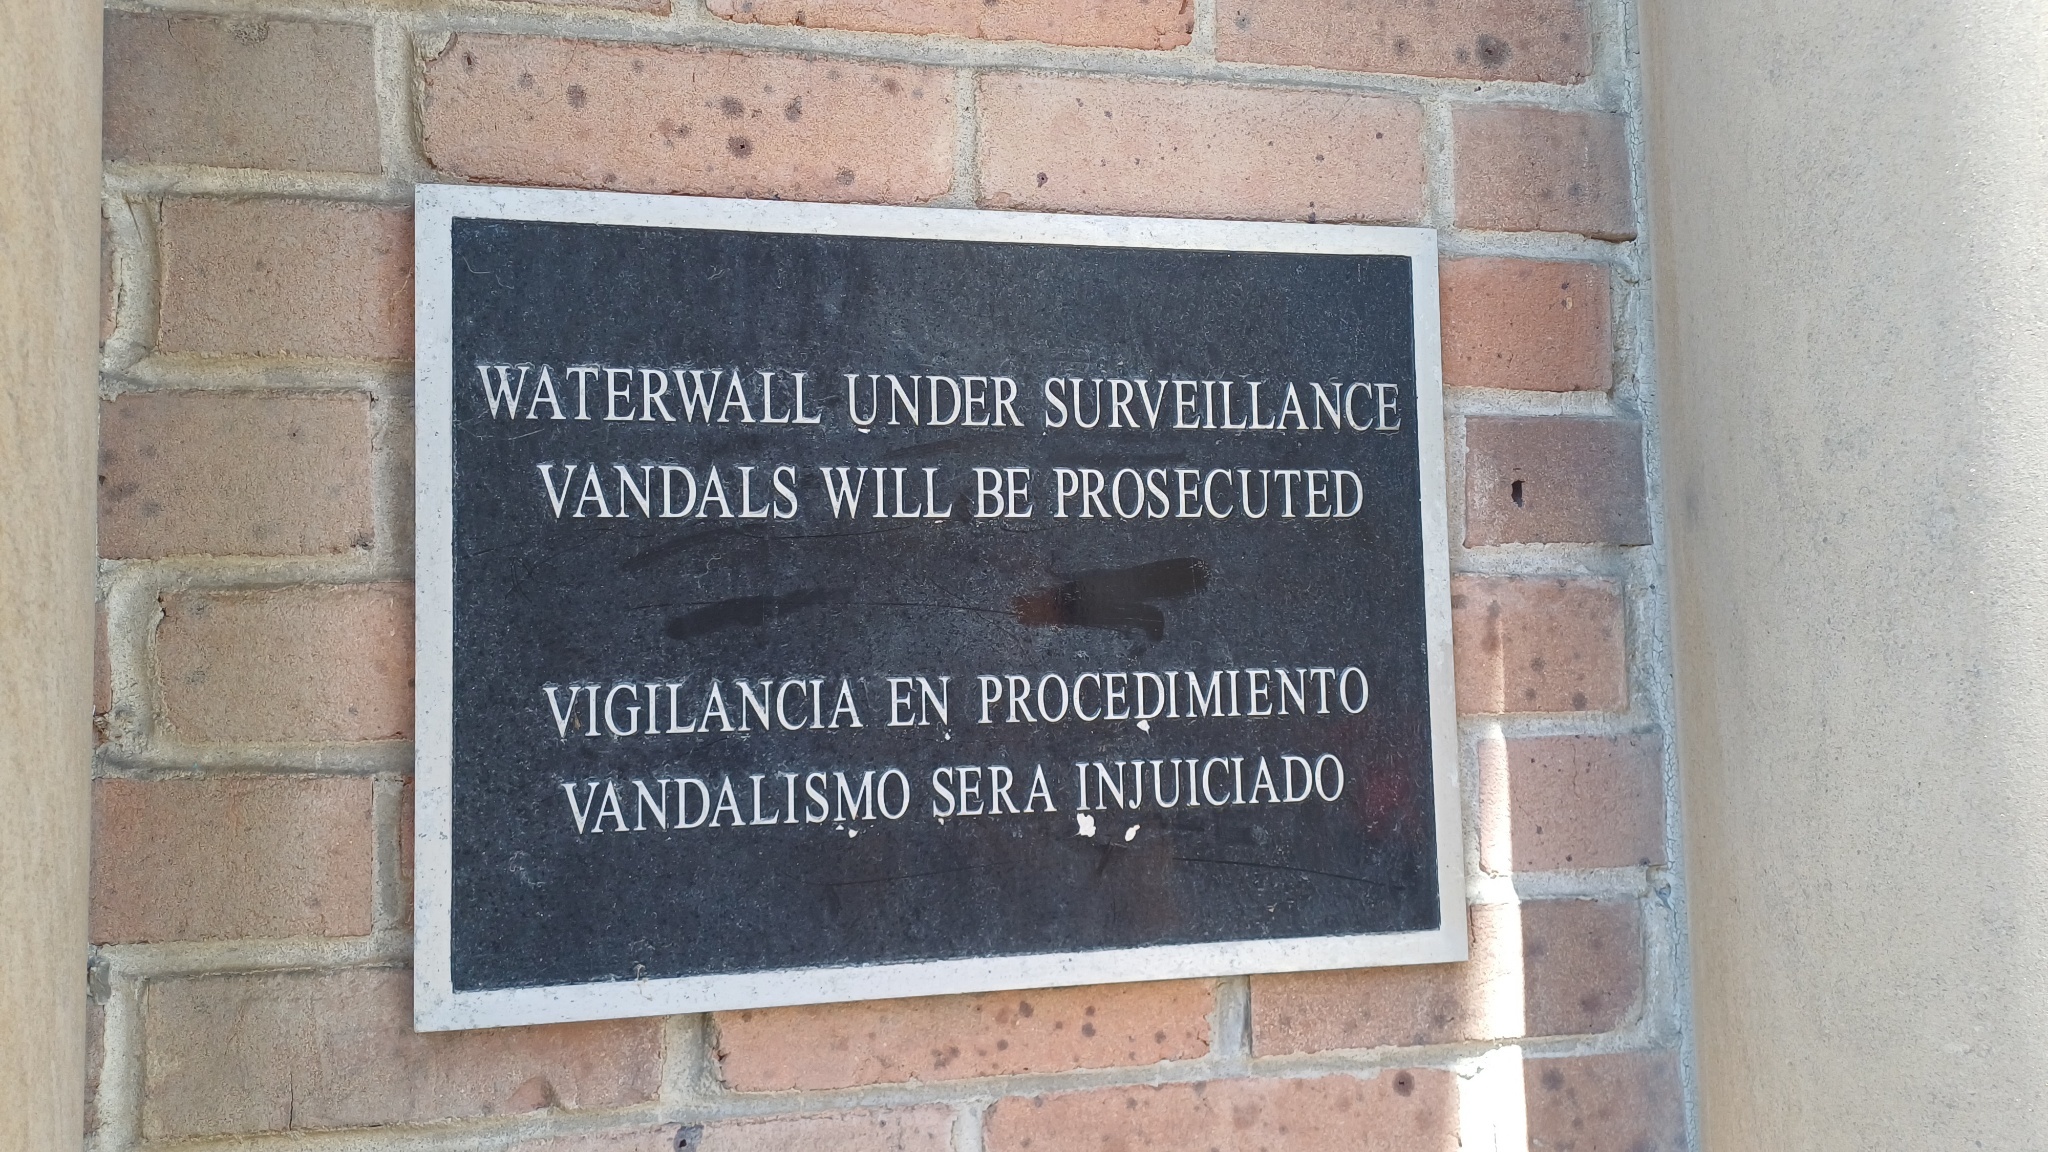 WATERWALL UNDER SURVEILLANCE
VANDALS WILL BE PROSECUTED
VIGILANCIA EN PROCEDIMIENTO
VANDALISMO SERA INJUICIADO